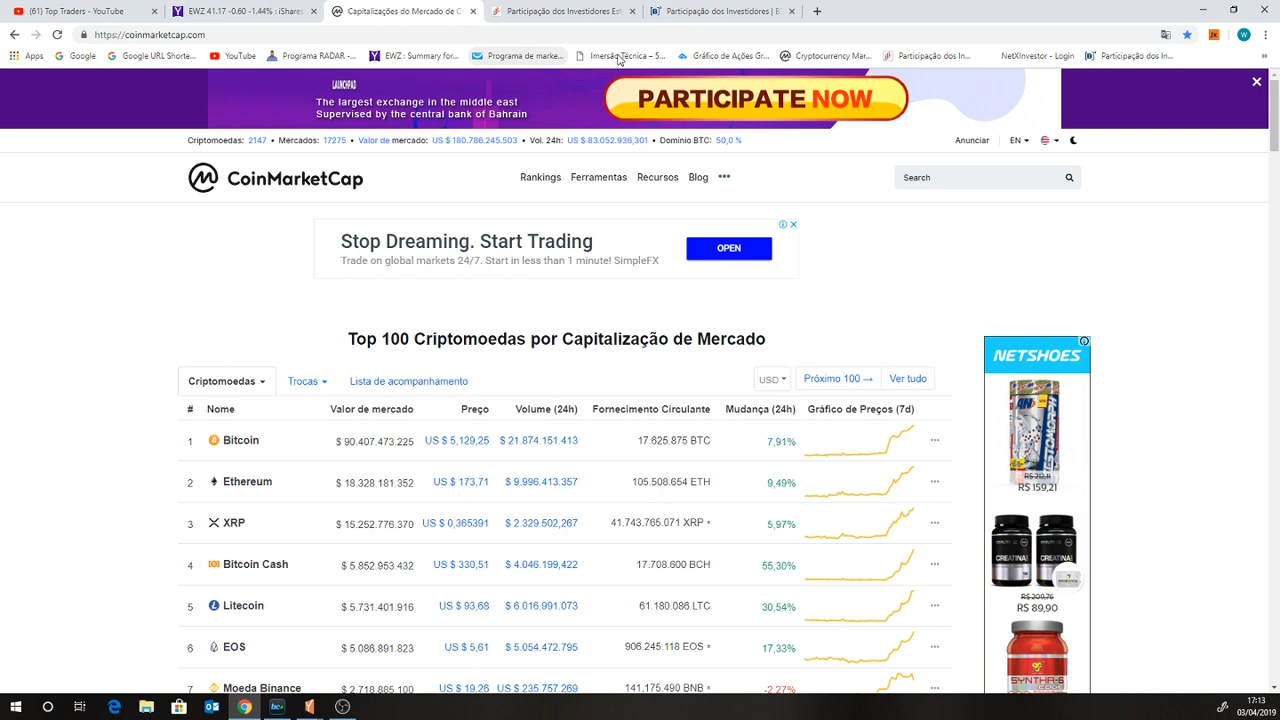 (61) Top Traders - YouTube
EWZ 41.17 -0.60 -1.44% : iShares
Capitalizações do Mercado de C
Participação dos Investidores Est
Participação dos Investidores | B3
https://coinmarketcap.com
W
Apps
Google
Google URL Shorte...
YouTube
Programa RADAR -...
EWZ : Summary for...
Programa de marke...
Imersão Técnica – 5...
Gráfico de Ações Gr...
Cryptocurrency Mar...
Participação dos In...
NetXInvestor - Login
Participação dos In...
LAUNCHPAD
The largest exchange in the middle east
Supervised by the central bank of Bahrain
PARTICIPATE NOW
Criptomoedas: 2147 • Mercados: 17275 • Valor de mercado: US $ 180.786.245.503 • Vol. 24h: US $ 83.052.936,301 • Domínio BTC: 50,0 %
Anunciar
EN
CoinMarketCap
Rankings
Ferramentas
Recursos
Blog
Search
Stop Dreaming. Start Trading
Trade on global markets 24/7. Start in less than 1 minute! SimpleFX
OPEN
Top 100 Criptomoedas por Capitalização de Mercado
Criptomoedas
Trocas
Lista de acompanhamento
USD
Próximo 100 →
Ver tudo
# Nome Valor de mercado Preço Volume (24h) Fornecimento Circulante Mudança (24h) Gráfico de Preços (7d)
1 Bitcoin $ 90.407.473.225 US $ 5,129,25 $ 21.874.151.413 17.625.875 BTC 7,91%
2 Ethereum $ 18.328.181.352 US $ 173,71 $ 9.996.413.357 105.508.654 ETH 9,49%
3 XRP $ 15.252.776.370 US $ 0,365391 $ 2.329.502,267 41.743.765.071 XRP * 5,97%
4 Bitcoin Cash $ 5.852.953.432 US $ 330,51 $ 4.046.199,422 17.708.600 BCH 55,30%
5 Litecoin $ 5.731.401.916 US $ 93,68 $ 6.016.991.073 61.180.086 LTC 30,54%
6 EOS $ 5.086.891.823 US $ 5,61 $ 5.054.472.795 906.245.118 EOS * 17,33%
7 Moeda Binance $ 2.718.885.100 US $ 19,26 US $ 235.757.269 141.175.490 BNB * -2,27%
NETSHOES
R$ 159,21
CREATINA
CREATINA
R$ 209,76
R$ 89,90
SYNTHA-6
EDGE
17:13
03/04/2019